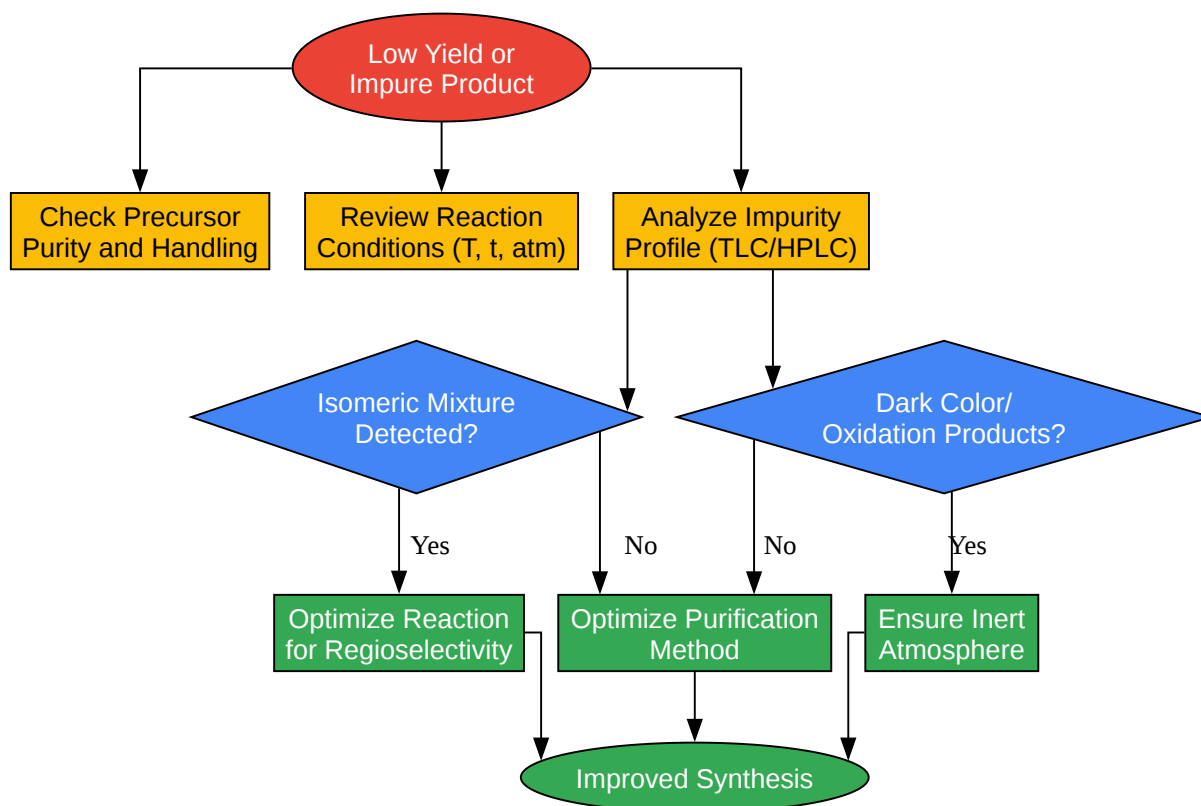 Low Yield or
Impure Product
Check Precursor
Purity and Handling
Review Reaction
Conditions (T, t, atm)
Analyze Impurity
Profile (TLC/HPLC)
Isomeric Mixture
Detected?
Dark Color/
Oxidation Products?
Yes
No
No
Yes
Optimize Reaction
for Regioselectivity
Optimize Purification
Method
Ensure Inert
Atmosphere
Improved Synthesis